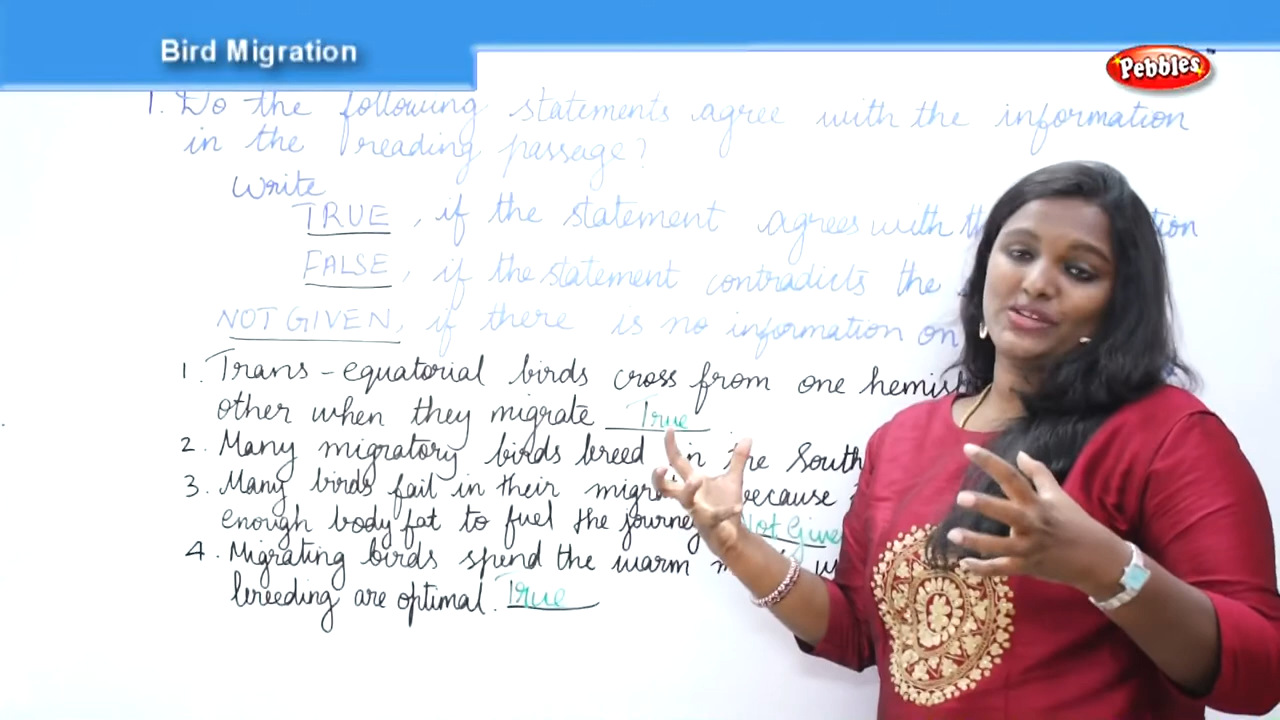 Bird Migration
Pebbles
1. Do the following statements agree with the information
in the reading passage?
Write
TRUE, if the statement agrees with
FALSE, if the statement contradicts the
NOT GIVEN, if there is no information on
1. Trans-equatorial birds cross from one
other when they migrate True
2. Many migratory birds breed in the South
3. Many birds fail in their because
enough body fat to fuel the journey Not Given
4. Migrating birds spend the warm
breeding are optimal. True